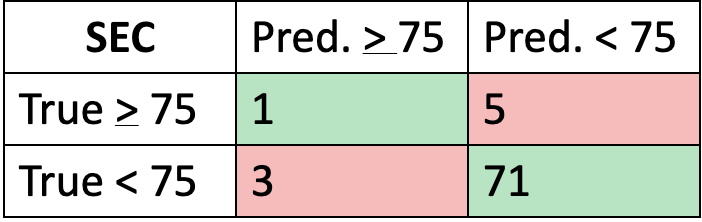 SEC Pred. ≥ 75 Pred. < 75
True ≥ 75 1 5
True < 75 3 71